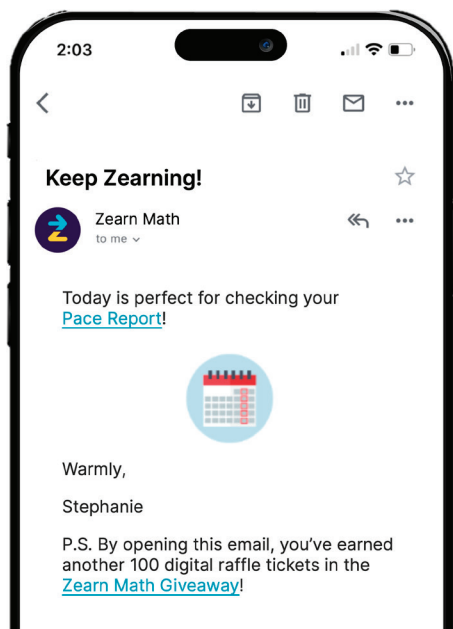 2:03
Keep Zearning!
Zearn Math
to me
Today is perfect for checking your
Pace Report!
Warmly,
Stephanie
P.S. By opening this email, you’ve earned
another 100 digital raffle tickets in the
Zearn Math Giveaway!